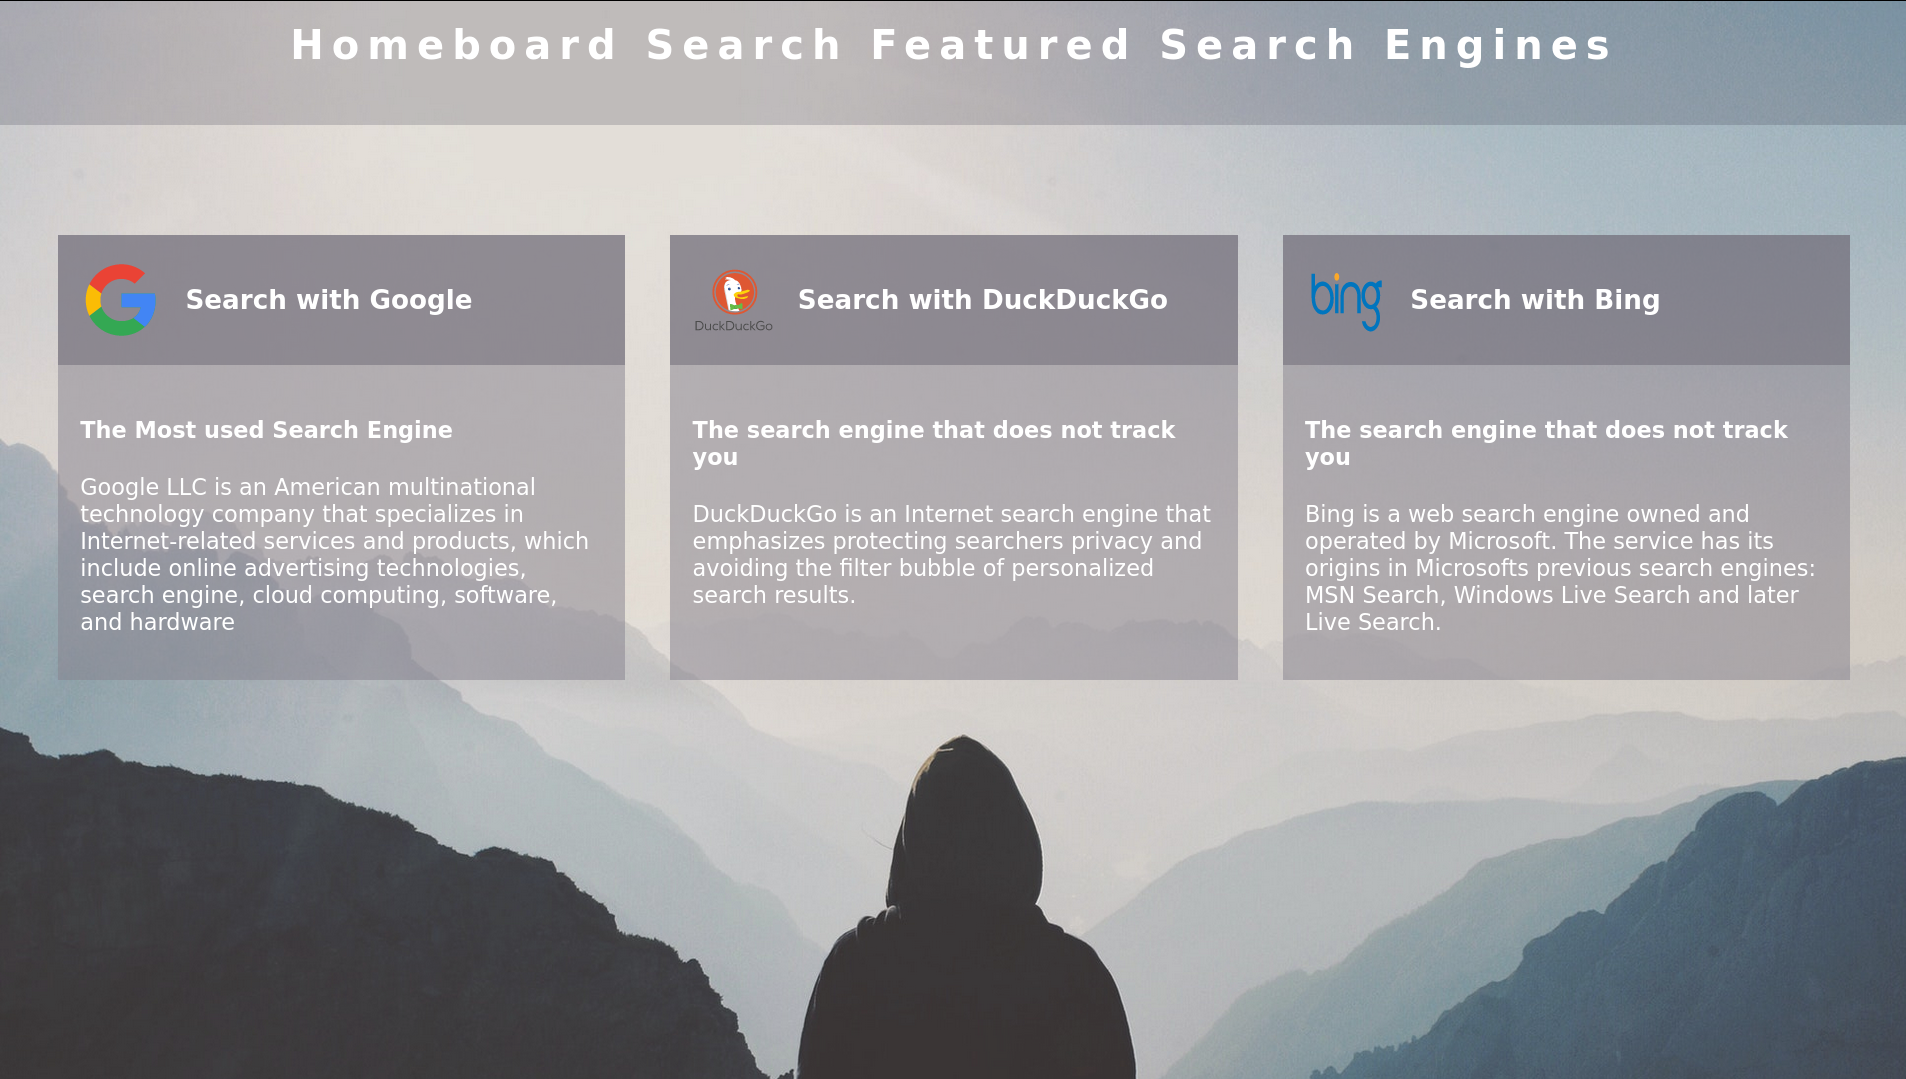 Homeboard Search Featured Search Engines
Search with Google
The Most used Search Engine
Google LLC is an American multinational
technology company that specializes in
Internet-related services and products, which
include online advertising technologies,
search engine, cloud computing, software,
and hardware
DuckDuckGo
Search with DuckDuckGo
The search engine that does not track
you
DuckDuckGo is an Internet search engine that
emphasizes protecting searchers privacy and
avoiding the filter bubble of personalized
search results.
bing
Search with Bing
The search engine that does not track
you
Bing is a web search engine owned and
operated by Microsoft. The service has its
origins in Microsofts previous search engines:
MSN Search, Windows Live Search and later
Live Search.